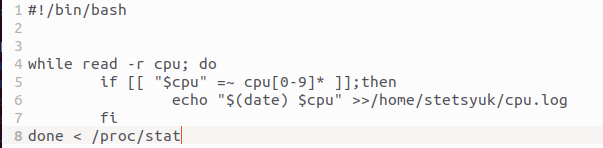 1 #!/bin/bash
2
3
4 while read -r cpu; do
5         if [[ "$cpu" =~ cpu[0-9]* ]];then
6                 echo "$(date) $cpu" >>/home/stetsyuk/cpu.log
7         fi
8 done < /proc/stat